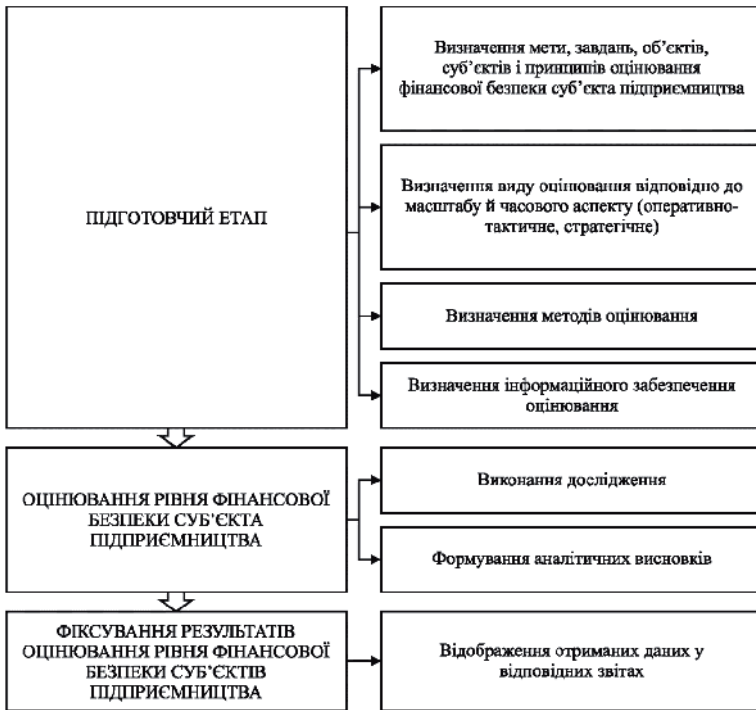 ПІДГОТОВЧИЙ ЕТАП
Визначення мети, завдань, об’єктів,
суб’єктів і принципів оцінювання
фінансової безпеки суб’єкта підприємництва
Визначення виду оцінювання відповідно до
масштабу й часового аспекту (оперативно-
тактичне, стратегічне)
Визначення методів оцінювання
Визначення інформаційного забезпечення
оцінювання
ОЦІНЮВАННЯ РІВНЯ ФІНАНСОВОЇ
БЕЗПЕКИ СУБ’ЄКТА
ПІДПРИЄМНИЦТВА
Виконання дослідження
Формування аналітичних висновків
ФІКСУВАННЯ РЕЗУЛЬТАТІВ
ОЦІНЮВАННЯ РІВНЯ ФІНАНСОВОЇ
БЕЗПЕКИ СУБ’ЄКТІВ
ПІДПРИЄМНИЦТВА
Відображення отриманих даних у
відповідних звітах